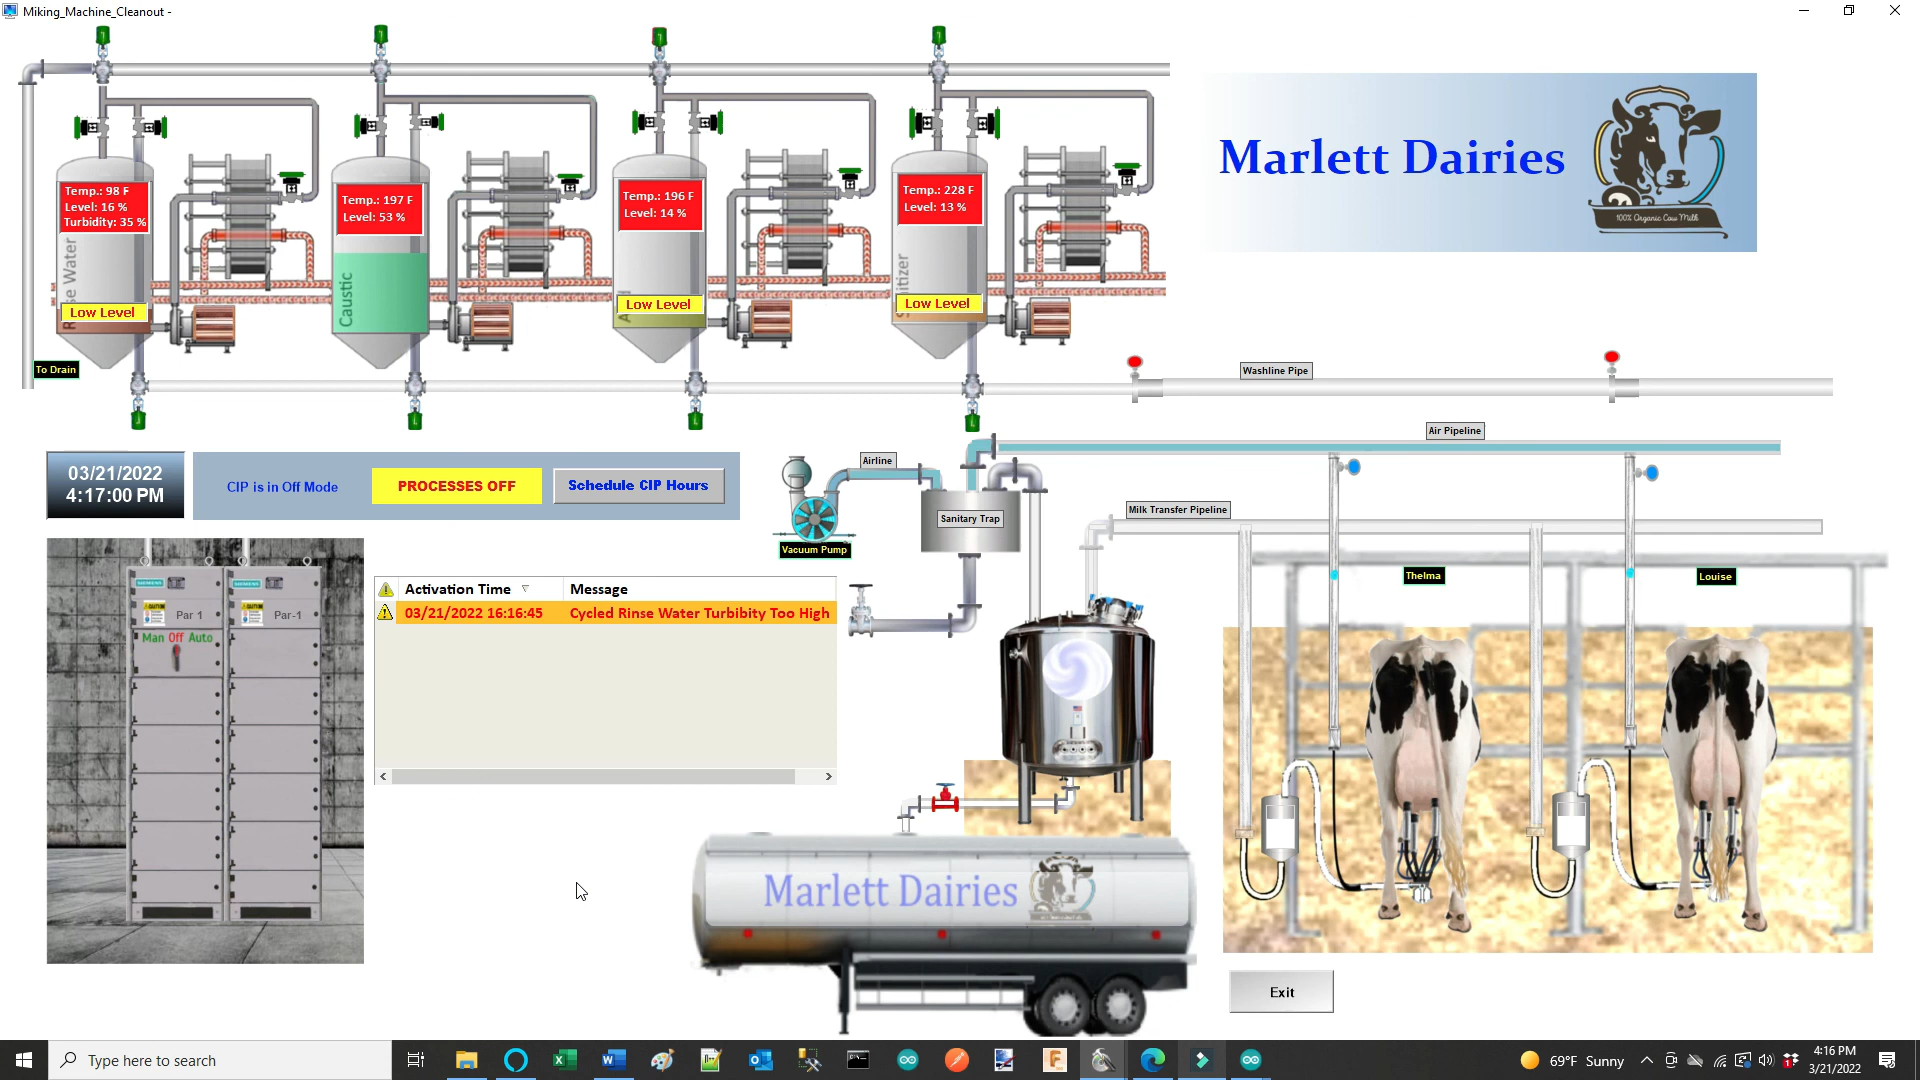 Miking_Machine_Cleanout -
Marlett Dairies
100% Organic Cow Milk
Temp.: 98 F
Level: 16 %
Turbidity: 35 %
Temp.: 197 F
Level: 53 %
Temp.: 196 F
Level: 14 %
Temp.: 228 F
Level: 13 %
Caustic
Low Level
Low Level
Low Level
To Drain
Washline Pipe
Air Pipeline
03/21/2022
4:17:00 PM
CIP is in Off Mode
PROCESSES OFF
Schedule CIP Hours
Airline
Sanitary Trap
Vacuum Pump
Milk Transfer Pipeline
Thelma
Louise
SIEMENS
SIEMENS
Par 1
Par-1
Man Off Auto
Activation Time
Message
03/21/2022 16:16:45
Cycled Rinse Water Turbibity Too High
Marlett Dairies
Exit
Type here to search
69°F Sunny
4:16 PM
3/21/2022